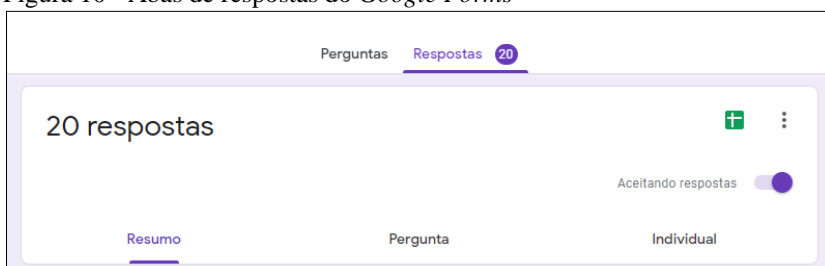 Figura 10 - Abas de respostas do Google Forms
Perguntas Respostas 20
20 respostas
Aceitando respostas
Resumo Pergunta Individual